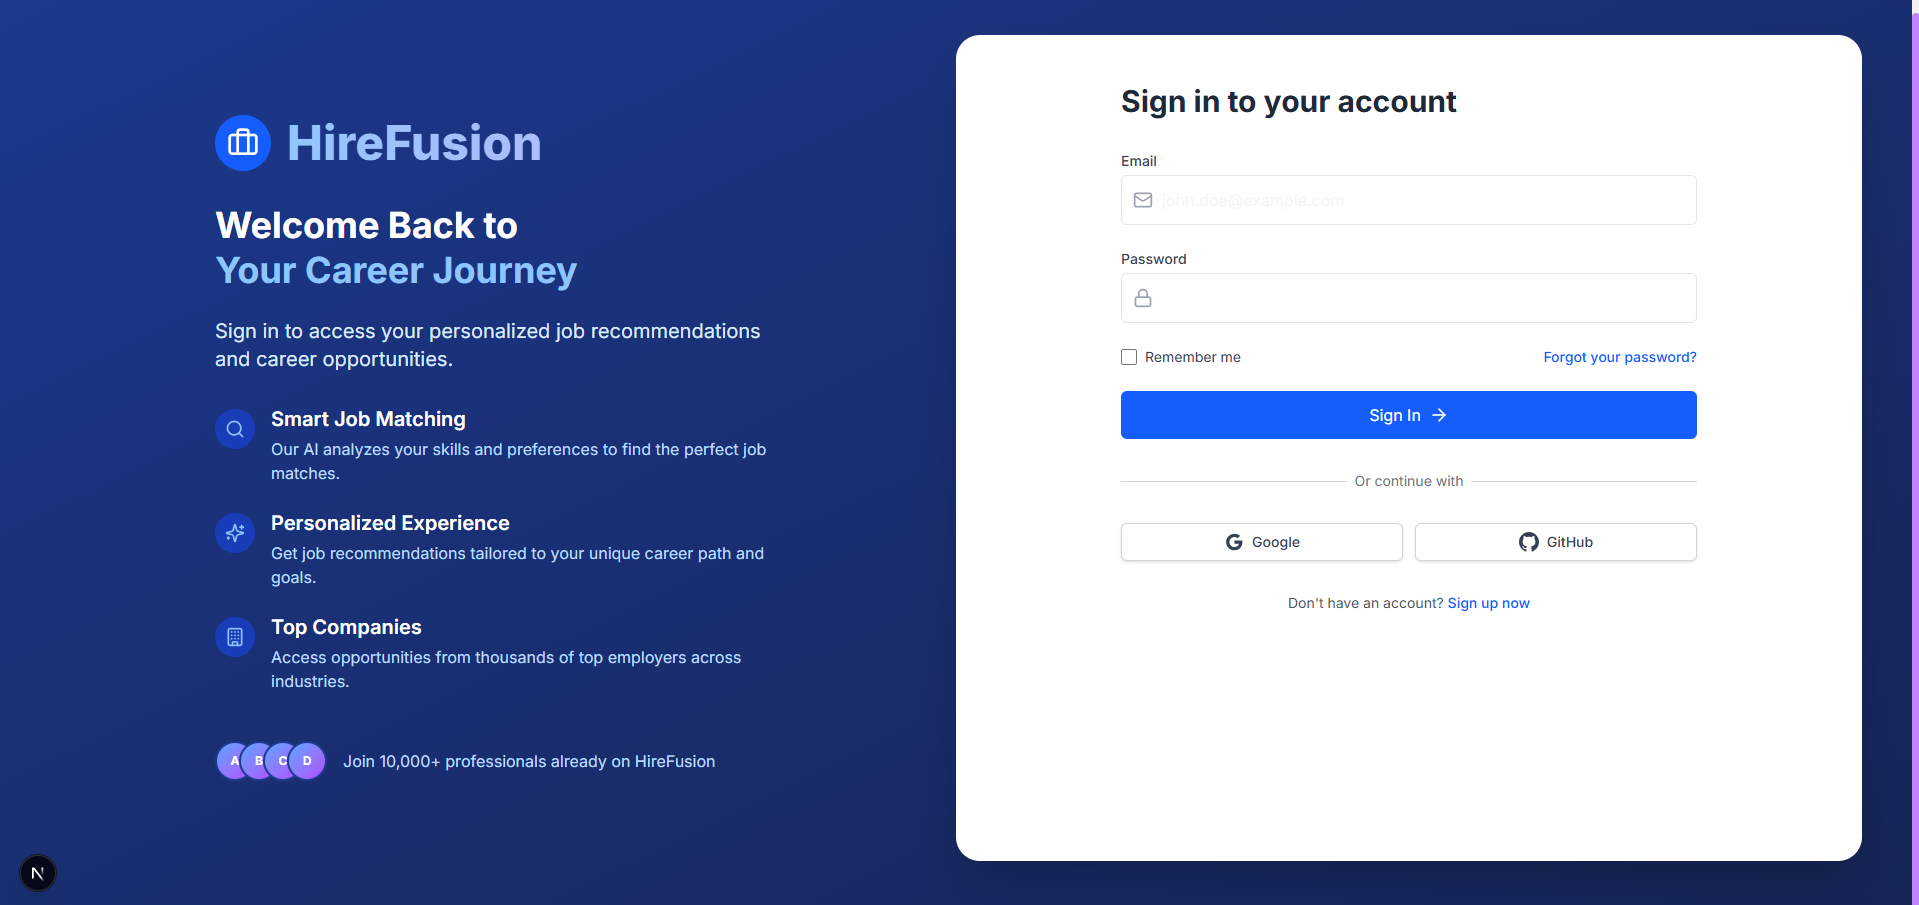 HireFusion
Welcome Back to
Your Career Journey
Sign in to access your personalized job recommendations
and career opportunities.
Smart Job Matching
Our AI analyzes your skills and preferences to find the perfect job
matches.
Personalized Experience
Get job recommendations tailored to your unique career path and
goals.
Top Companies
Access opportunities from thousands of top employers across
industries.
A B C D Join 10,000+ professionals already on HireFusion
N
Sign in to your account
Email
john.doe@example.com
Password
Remember me Forgot your password?
Sign In
Or continue with
Google GitHub
Don't have an account? Sign up now